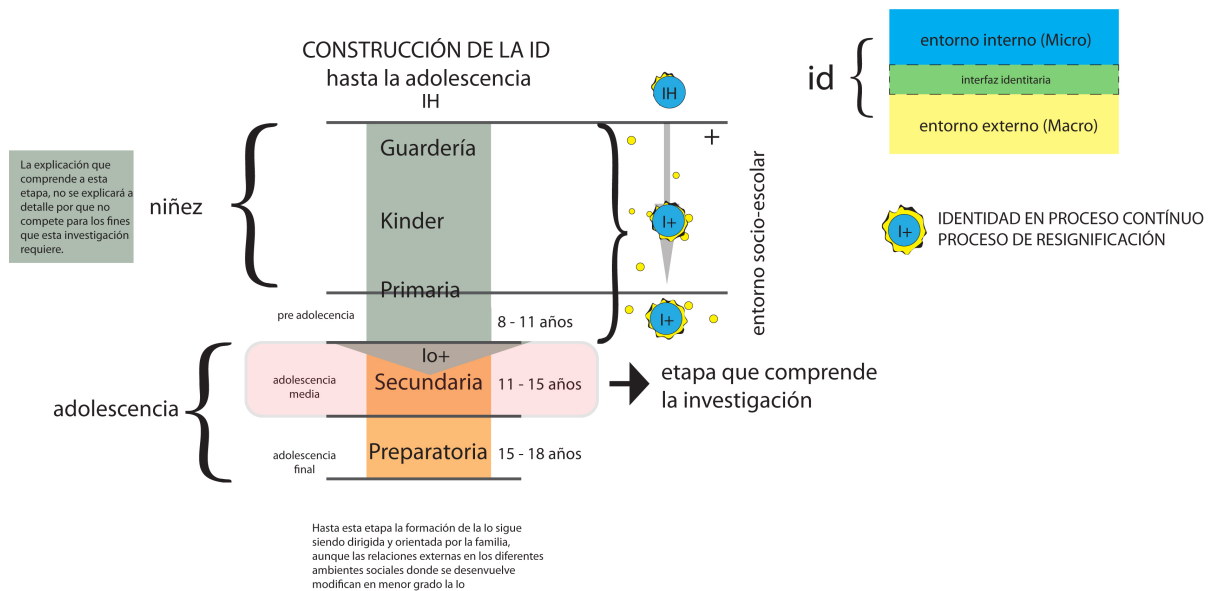 CONSTRUCCIÓN DE LA ID
hasta la adolescencia
IH
IH
id
entorno interno (Micro)
interfaz identitaria
entorno externo (Macro)
La explicación que
comprende a esta
etapa, no se explicará a
detalle por que no
compete para los fines
que esta investigación
requiere.
niñez
Guardería
Kinder
Primaria
+
I+
I+
entorno socio-escolar
I+
IDENTIDAD EN PROCESO CONTÍNUO
PROCESO DE RESIGNIFICACIÓN
pre adolecencia
8 - 11 años
adolescencia
Io+
adolescencia
media
Secundaria
11 - 15 años
etapa que comprende
la investigación
adolescencia
final
Preparatoria
15 - 18 años
Hasta esta etapa la formación de la Io sigue
siendo dirigida y orientada por la familia,
aunque las relaciones externas en los diferentes
ambientes sociales donde se desenvuelve
modifican en menor grado la Io